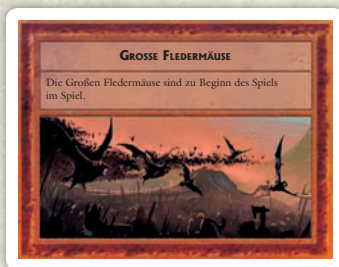 GROSSE FLEDERMÄUSE
Die Großen Fledermäuse sind zu Beginn des Spiels
im Spiel.